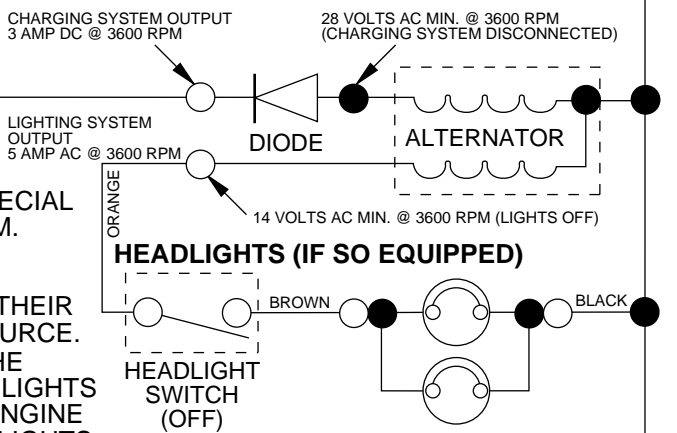 CHARGING SYSTEM OUTPUT
3 AMP DC @ 3600 RPM
28 VOLTS AC MIN. @ 3600 RPM
(CHARGING SYSTEM DISCONNECTED)
DIODE
ALTERNATOR
LIGHTING SYSTEM
OUTPUT
5 AMP AC @ 3600 RPM
ORANGE
14 VOLTS AC MIN. @ 3600 RPM (LIGHTS OFF)
ECIAL
M.
HEADLIGHTS (IF SO EQUIPPED)
THEIR
URCE.
HE
LIGHTS
ENGINE
LIGHTS
BROWN
BLACK
HEADLIGHT
SWITCH
(OFF)